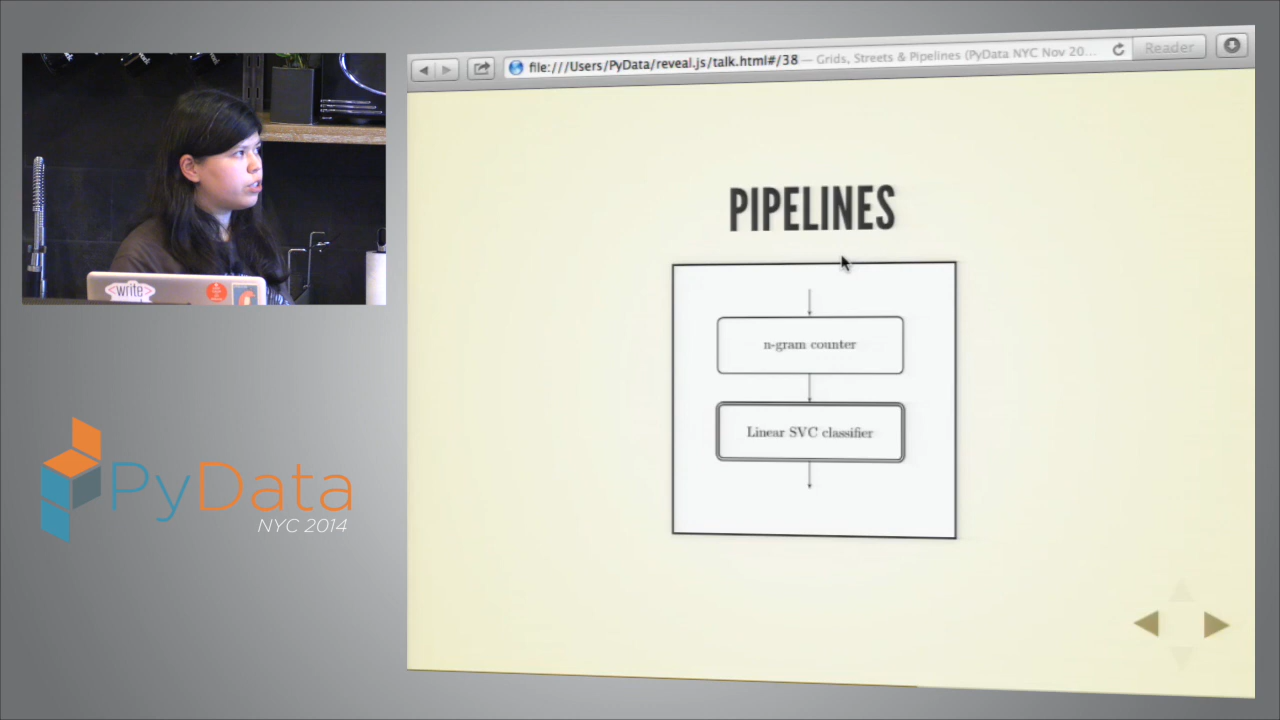 file:///Users/PyData/reveal.js/talk.html#/38 — Grids, Streets & Pipelines (PyData NYC Nov 20...
Reader
PIPELINES
n-gram counter
Linear SVC classifier
write
PyData
NYC 2014